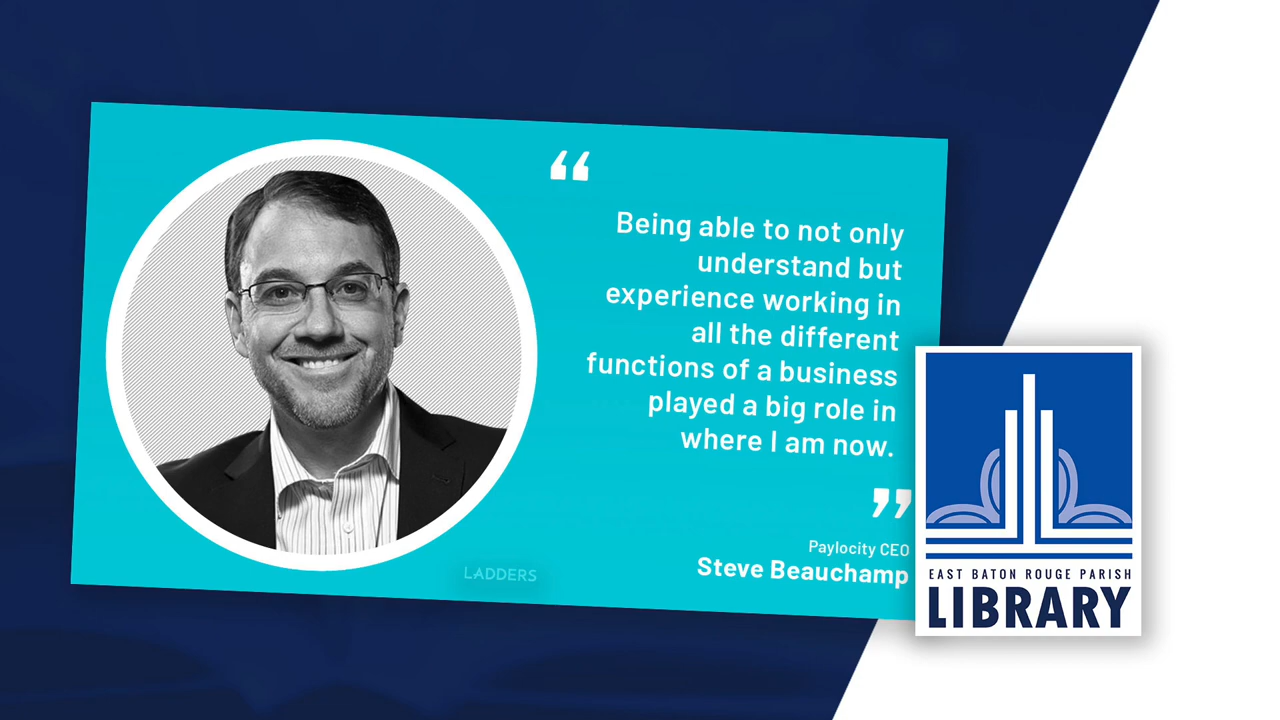 “
Being able to not only
understand but
experience working in
all the different
functions of a business
played a big role in
where I am now.
”
Paylocity CEO
Steve Beauchamp
LADDERS
EAST BATON ROUGE PARISH
LIBRARY